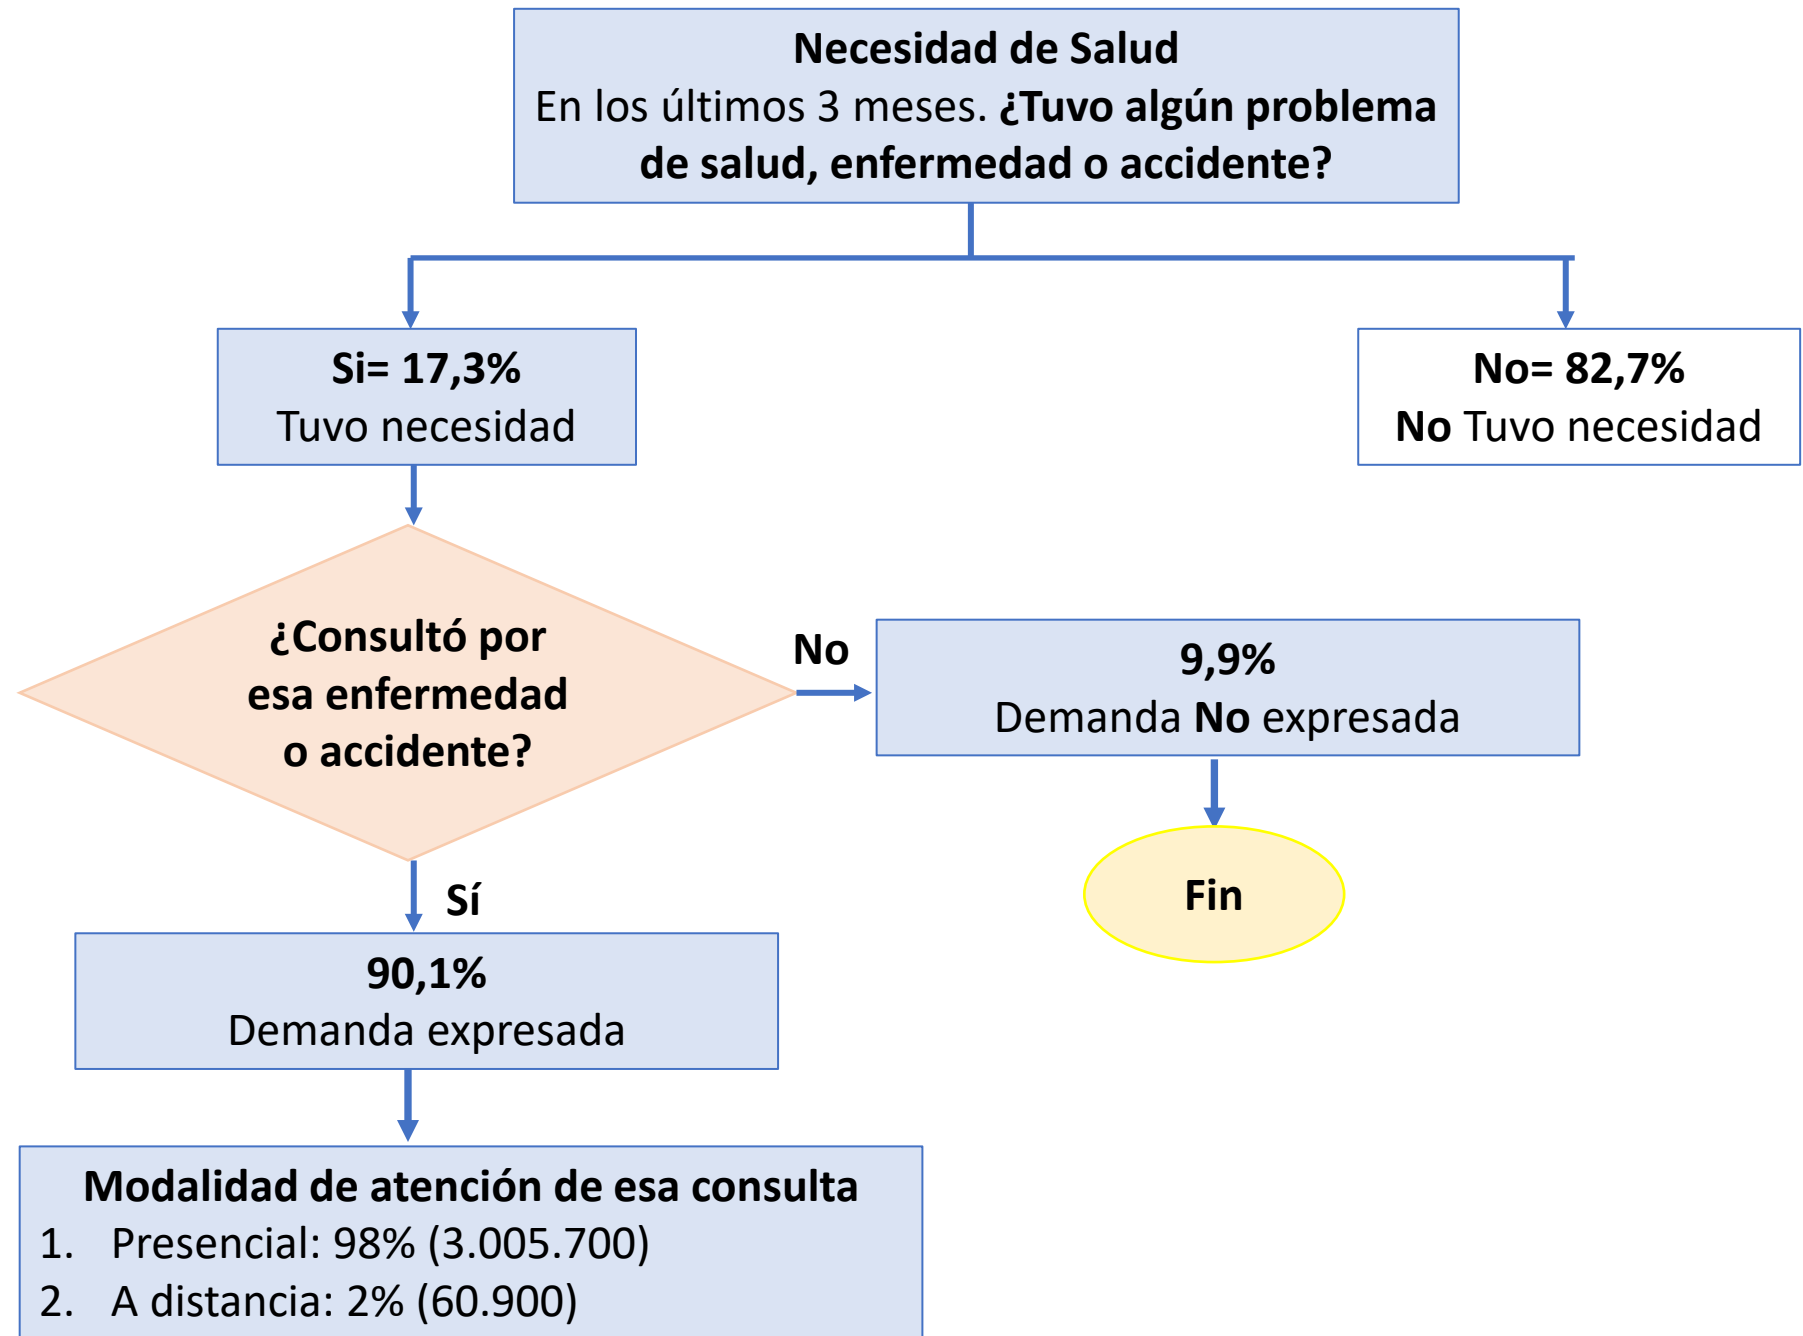 Necesidad de Salud
En los últimos 3 meses. ¿Tuvo algún problema
de salud, enfermedad o accidente?
Si= 17,3%
Tuvo necesidad
No= 82,7%
No Tuvo necesidad
¿Consultó por
esa enfermedad
o accidente?
No
9,9%
Demanda No expresada
Fin
Sí
90,1%
Demanda expresada
Modalidad de atención de esa consulta
1. Presencial: 98% (3.005.700)
2. A distancia: 2% (60.900)